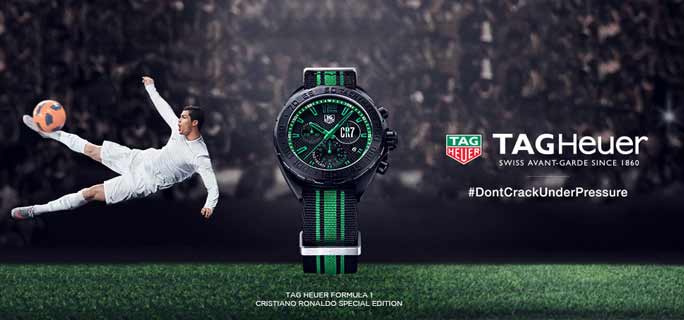 CR7
TAG
HEUER
TAGHeuer
SWISS AVANT-GARDE SINCE 1860
#DontCrackUnderPressure
TAG HEUER FORMULA 1
CRISTIANO RONALDO SPECIAL EDITION